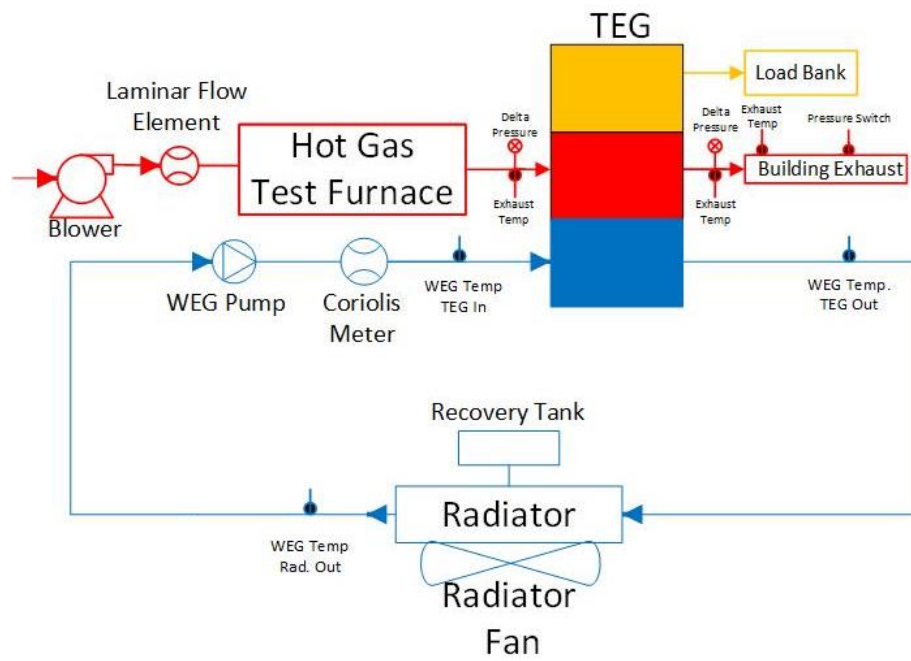 TEG
Load Bank
Laminar Flow
Element
Delta
Pressure
Delta
Pressure
Exhaust
Temp
Pressure Switch
Hot Gas
Test Furnace
Building Exhaust
Exhaust
Temp
Exhaust
Temp
Blower
WEG Pump
Coriolis
Meter
WEG Temp
TEG In
WEG Temp.
TEG Out
Recovery Tank
Radiator
WEG Temp
Rad. Out
Radiator
Fan